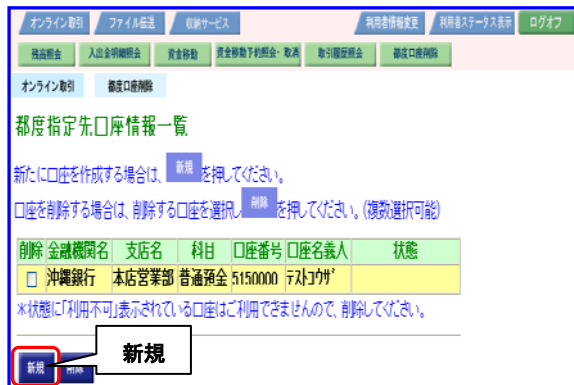 オンライン取引 ファイル伝送 収納サービス 利用者情報変更 利用者ステータス表示 ログオフ
残高照会 入出金明細照会 資金移動 資金移動予約照会・取消 取引履歴照会 都度口座削除
オンライン取引 都度口座削除
都度指定先口座情報一覧
新たに口座を作成する場合は、 新規 を押してください。
口座を削除する場合は、削除する口座を選択し 削除 を押してください。(複数選択可能)
削除 金融機関名 支店名 科目 口座番号 口座名義人 状態
沖縄銀行 本店営業部 普通預金 5150000 テストコウザ
*状態に「利用不可」表示されている口座はご利用できませんので、削除してください。
新規 削除 新規